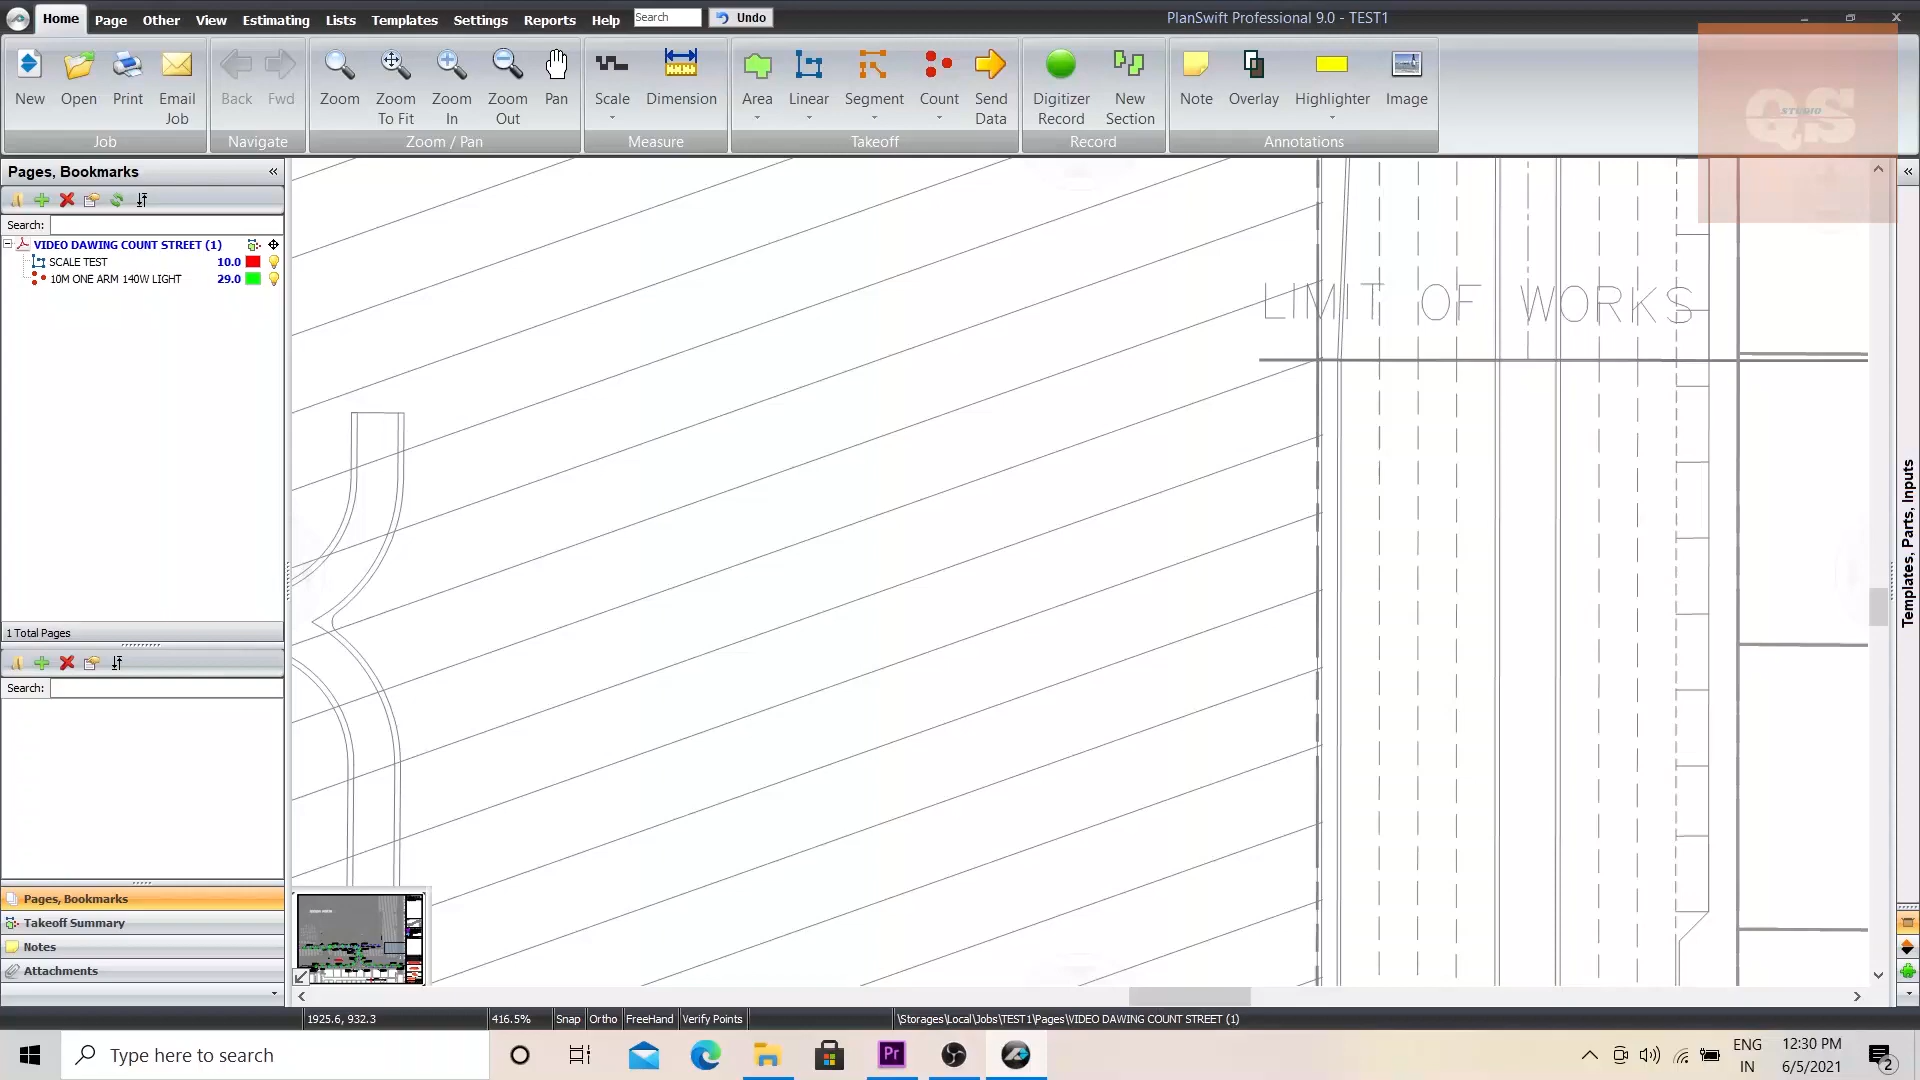 Home Page Other View Estimating Lists Templates Settings Reports Help Search Undo
PlanSwift Professional 9.0 - TEST1
New Open Print Email Job
Back Fwd
Zoom Zoom To Fit Zoom In Zoom Out Pan
Scale Dimension
Area Linear Segment Count Send Data
Digitizer Record New Section
Note Overlay Highlighter Image
Job Navigate Zoom / Pan Measure Takeoff Record Annotations
QS STUDIO
Pages, Bookmarks
Search:
VIDEO DAWING COUNT STREET (1)
SCALE TEST 10.0
10M ONE ARM 140W LIGHT 29.0
1 Total Pages
Search:
Pages, Bookmarks
Takeoff Summary
Notes
Attachments
LIMIT OF WORKS
Templates, Parts, Inputs
1925.6, 932.3 416.5% Snap Ortho FreeHand Verify Points \Storages\Local\Jobs\TEST1\Pages\VIDEO DAWING COUNT STREET (1)
Type here to search
Pr
ENG
IN
12:30 PM
6/5/2021
2